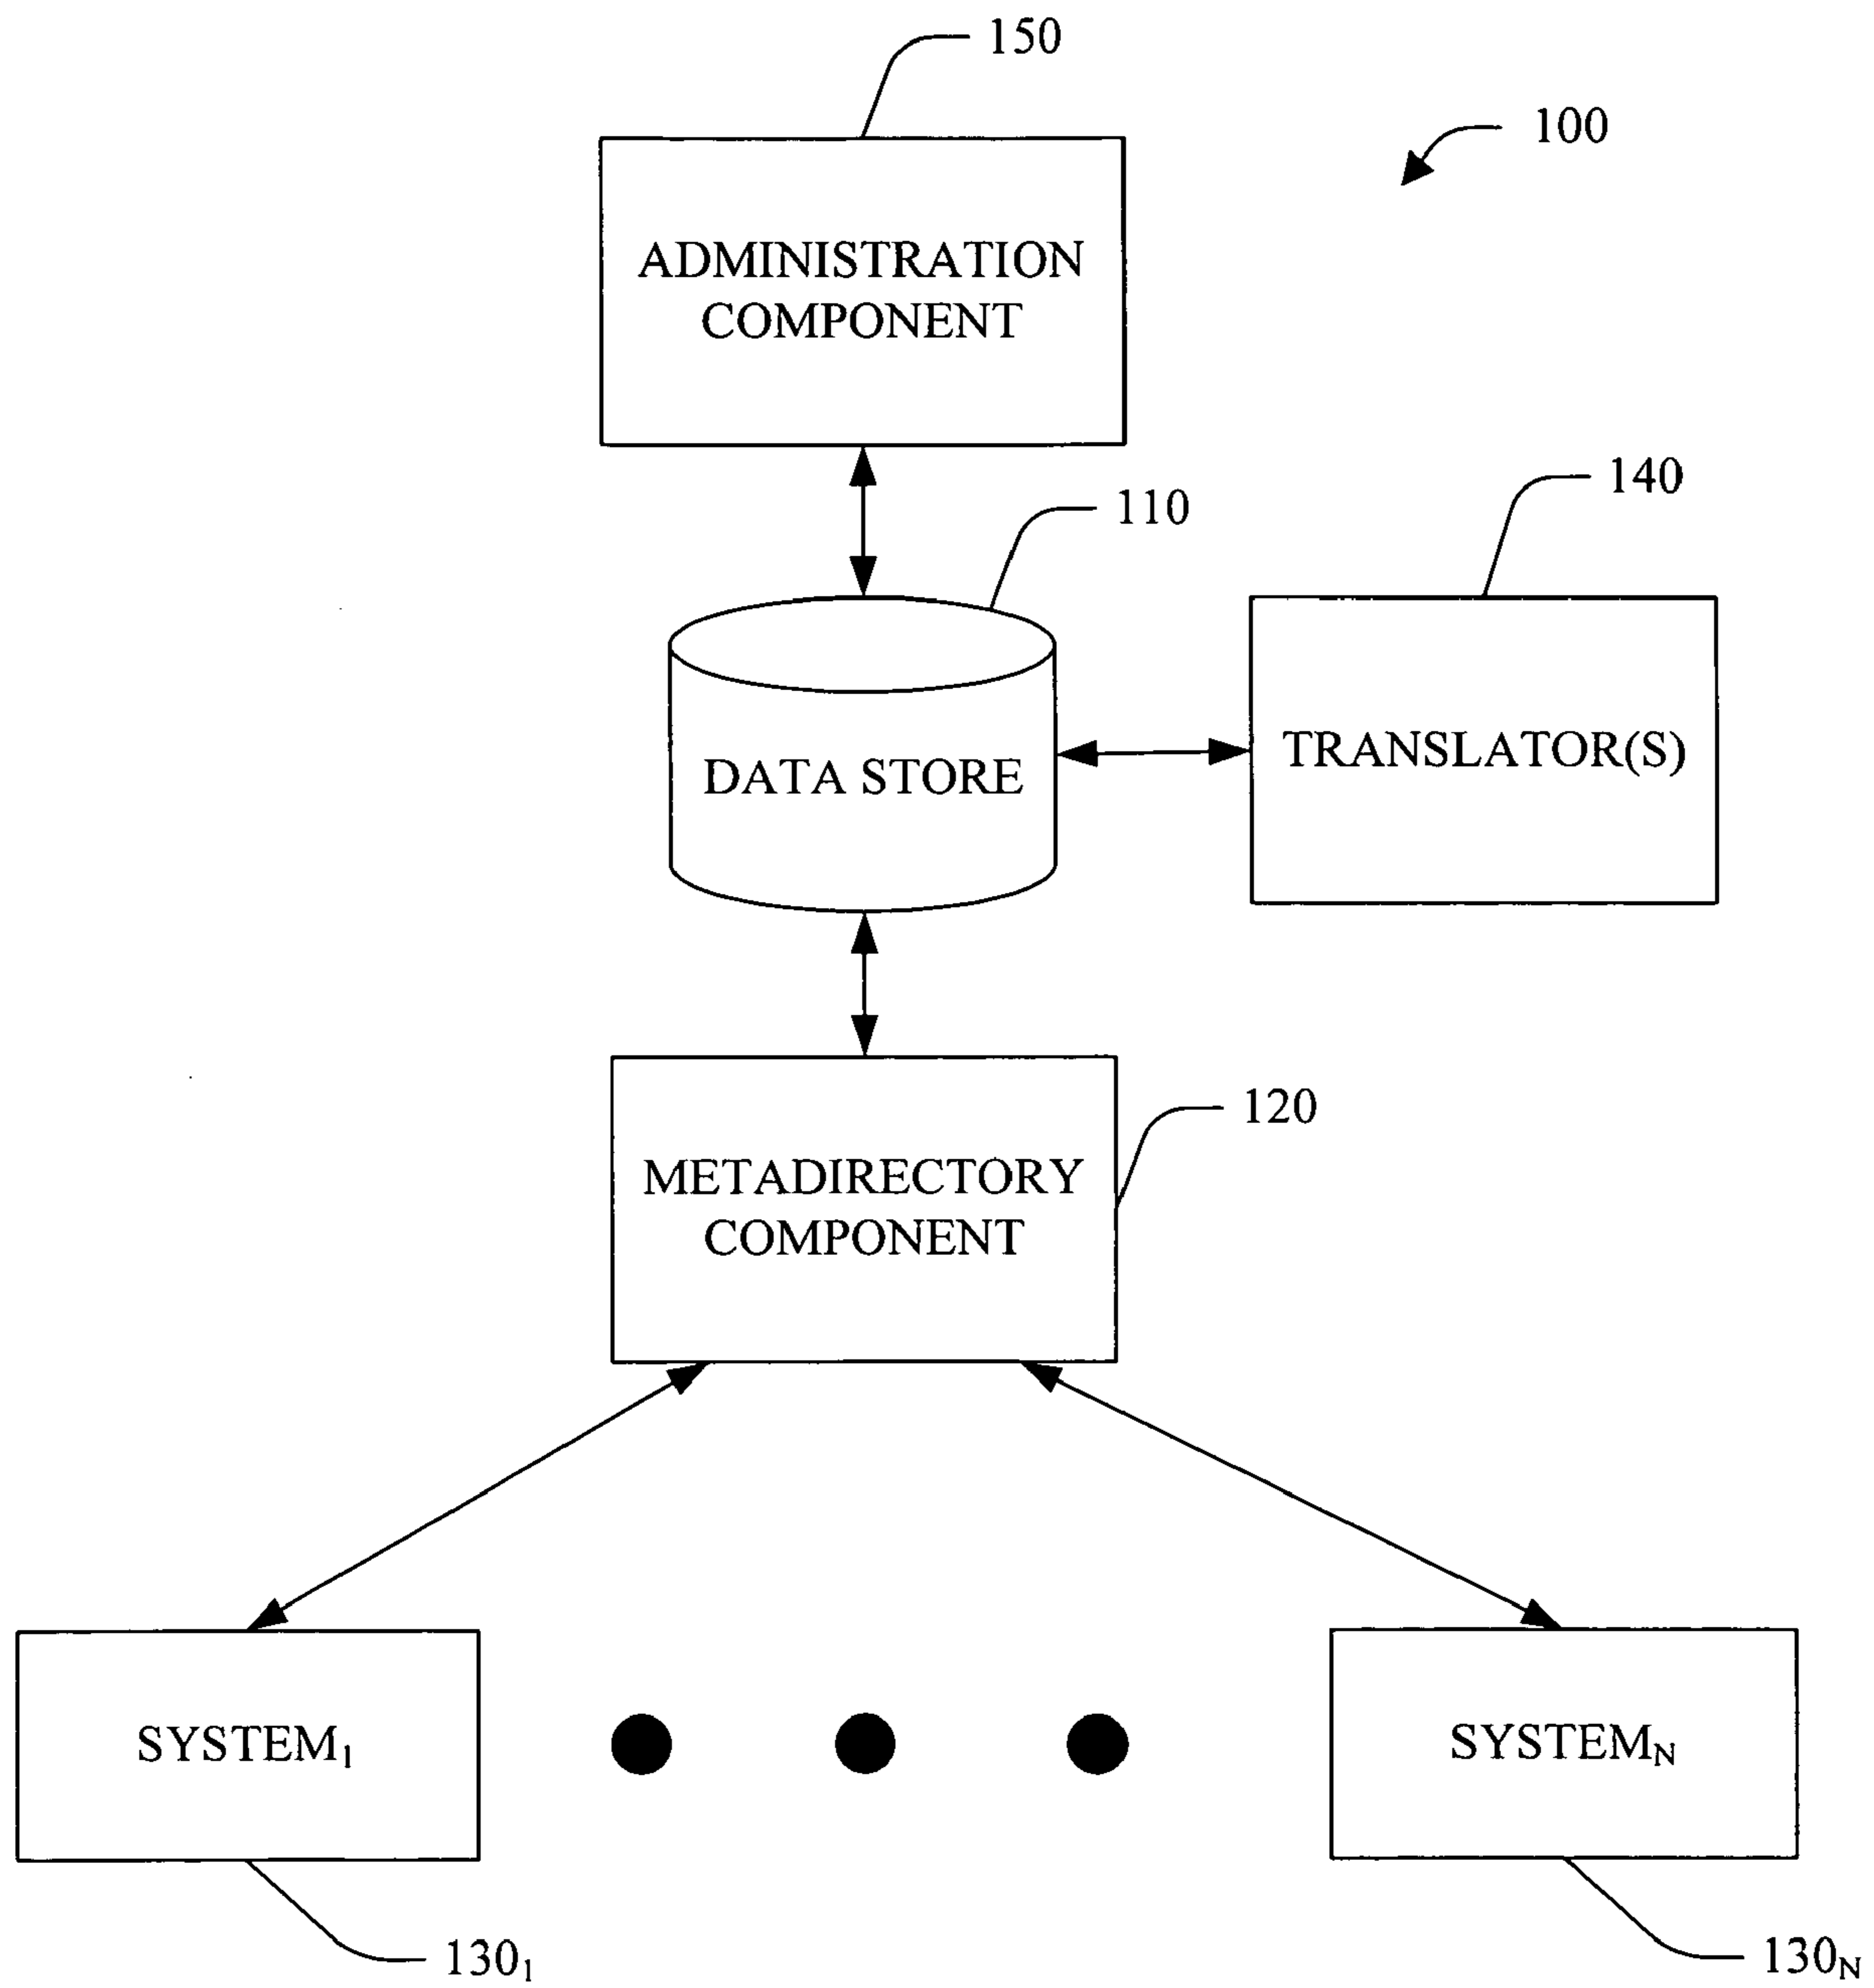 150
100
ADMINISTRATION
COMPONENT
140
110
TRANSLATOR(S)
DATA STORE
120
METADIRECTORY
COMPONENT
SYSTEM₁
SYSTEMN
130₁
130N